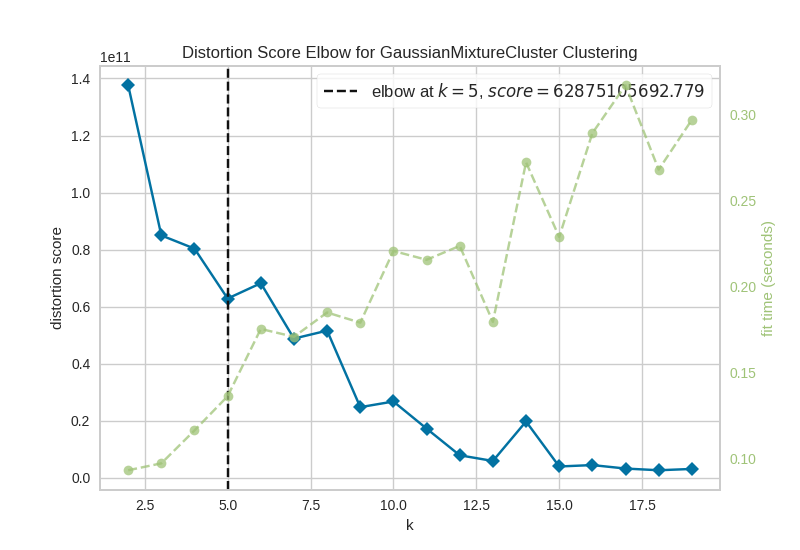 Distortion Score Elbow for GaussianMixtureCluster Clustering
1e11
elbow at k = 5, score = 62875105692.779
1.4
1.2
1.0
0.8
0.6
0.4
0.2
0.0
distortion score
0.30
0.25
0.20
0.15
0.10
fit time (seconds)
2.5 5.0 7.5 10.0 12.5 15.0 17.5
k